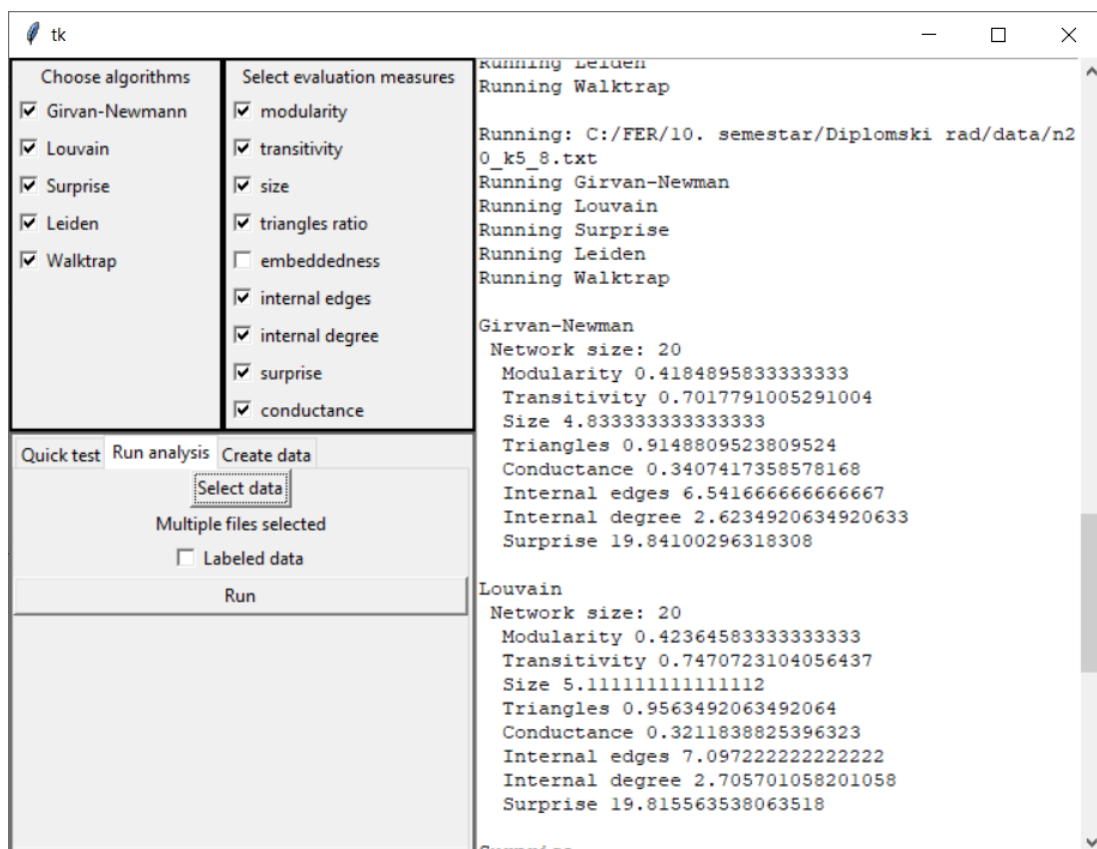 tk
Choose algorithms
Girvan-Newmann
Louvain
Surprise
Leiden
Walktrap
Select evaluation measures
modularity
transitivity
size
triangles ratio
embeddedness
internal edges
internal degree
surprise
conductance
Quick test Run analysis Create data
Select data
Multiple files selected
Labeled data
Run
Running Leiden
Running Walktrap
Running: C:/FER/10. semestar/Diplomski rad/data/n2
0_k5_8.txt
Running Girvan-Newman
Running Louvain
Running Surprise
Running Leiden
Running Walktrap
Girvan-Newman
Network size: 20
Modularity 0.4184895833333333
Transitivity 0.7017791005291004
Size 4.833333333333333
Triangles 0.9148809523809524
Conductance 0.3407417358578168
Internal edges 6.541666666666667
Internal degree 2.6234920634920633
Surprise 19.84100296318308
Louvain
Network size: 20
Modularity 0.42364583333333333
Transitivity 0.7470723104056437
Size 5.111111111111112
Triangles 0.9563492063492064
Conductance 0.3211838825396323
Internal edges 7.097222222222222
Internal degree 2.705701058201058
Surprise 19.815563538063518